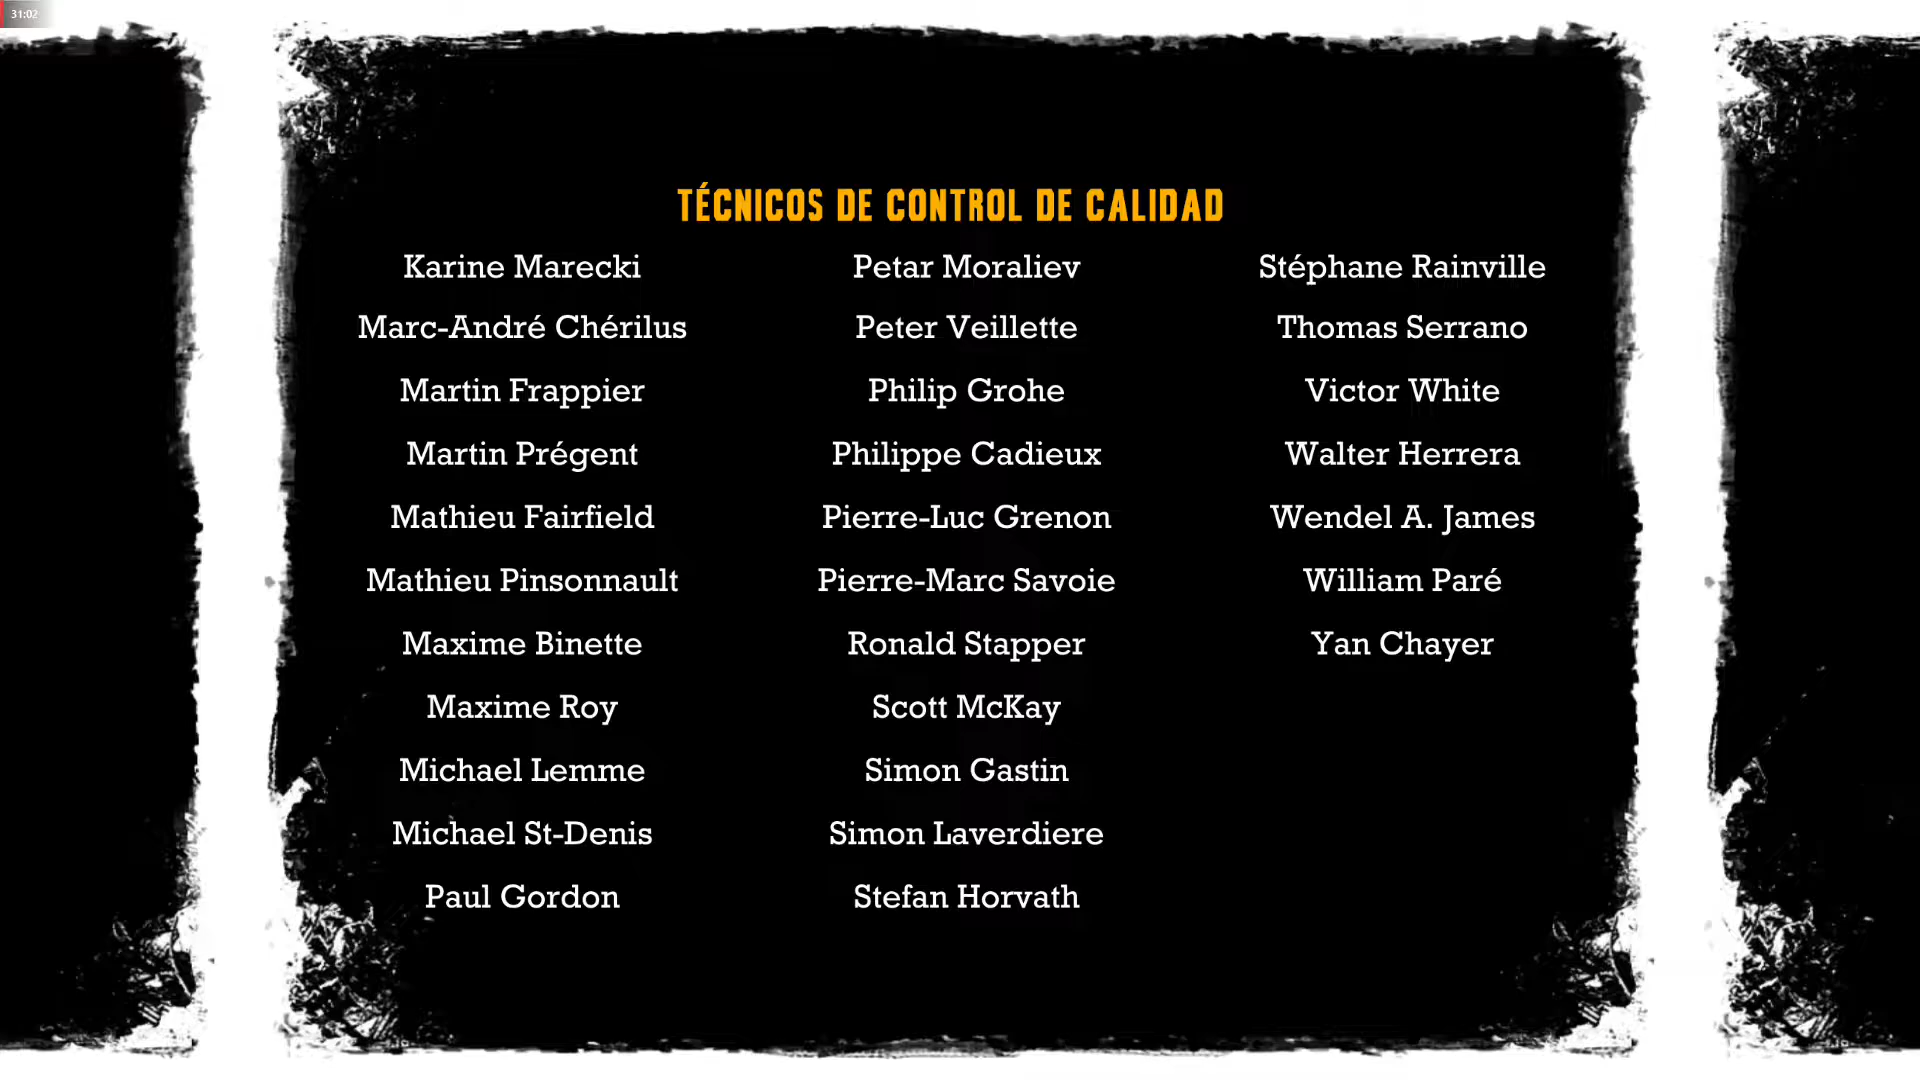 31:02
TÉCNICOS DE CONTROL DE CALIDAD
Karine Marecki
Marc-André Chérilus
Martin Frappier
Martin Prégent
Mathieu Fairfield
Mathieu Pinsonnault
Maxime Binette
Maxime Roy
Michael Lemme
Michael St-Denis
Paul Gordon
Petar Moraliev
Peter Veillette
Philip Grohe
Philippe Cadieux
Pierre-Luc Grenon
Pierre-Marc Savoie
Ronald Stapper
Scott McKay
Simon Gastin
Simon Laverdiere
Stefan Horvath
Stéphane Rainville
Thomas Serrano
Victor White
Walter Herrera
Wendel A. James
William Paré
Yan Chayer